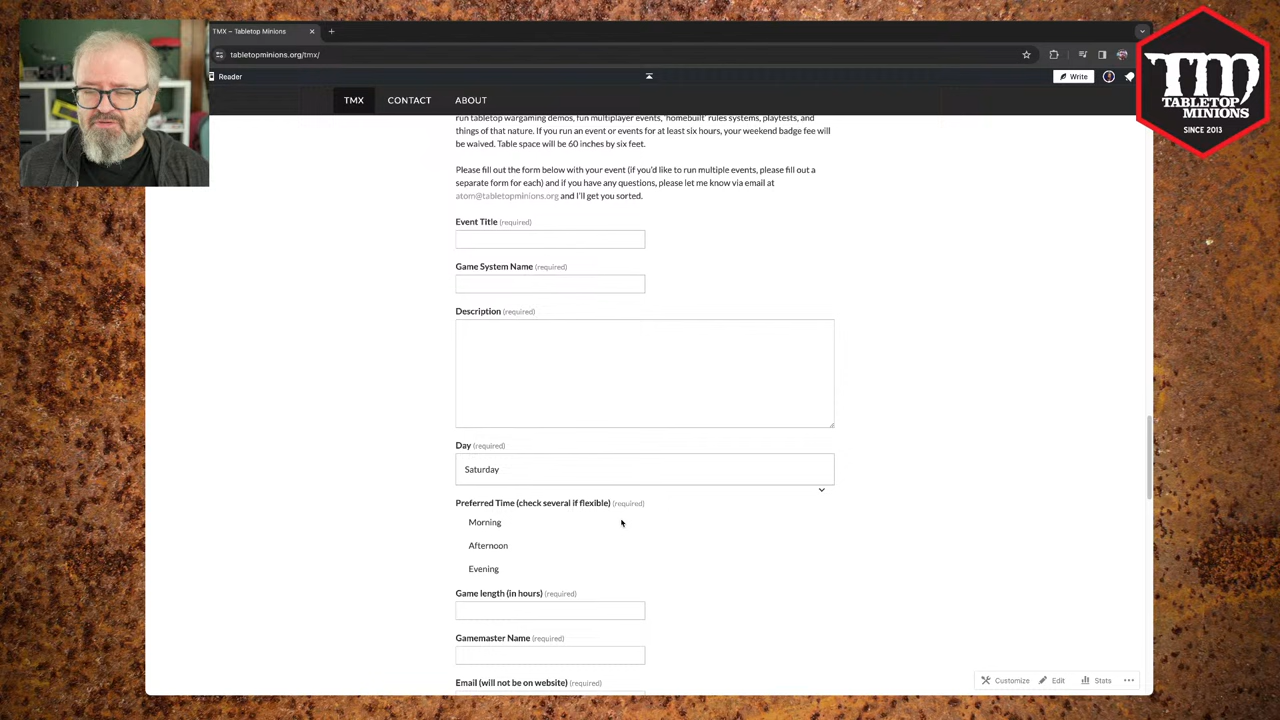 TMX – Tabletop Minions
tabletopminions.org/tmx/
Reader
Write
TMX CONTACT ABOUT
TM
TABLETOP
MINIONS
SINCE 2013
run tabletop wargaming demos, fun multiplayer events, 'homebuilt' rules systems, playtests, and
things of that nature. If you run an event or events for at least six hours, your weekend badge fee will
be waived. Table space will be 60 inches by six feet.
Please fill out the form below with your event (if you'd like to run multiple events, please fill out a
separate form for each) and if you have any questions, please let me know via email at
atom@tabletopminions.org and I'll get you sorted.
Event Title (required)
Game System Name (required)
Description (required)
Day (required)
Saturday
Preferred Time (check several if flexible) (required)
Morning
Afternoon
Evening
Game length (in hours) (required)
Gamemaster Name (required)
Email (will not be on website) (required)
Customize Edit Stats